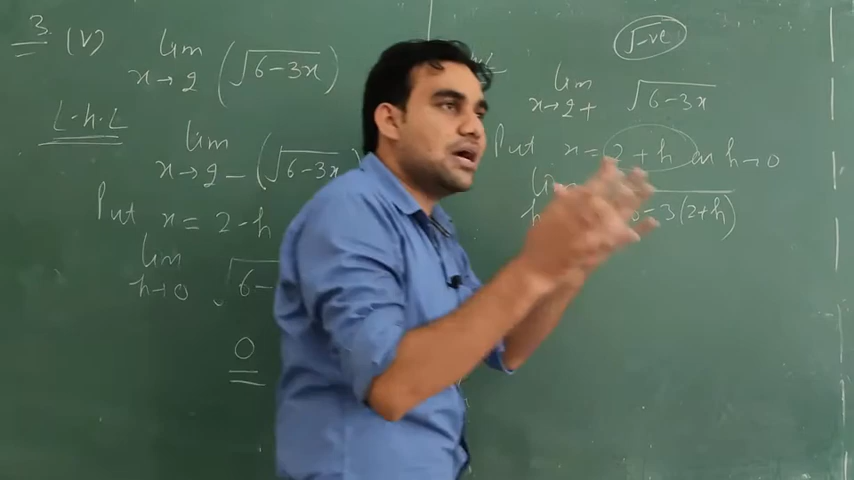 3. (v) lim x→2 (√6-3x)
L.h.L
lim x→2- (√6-3x
Put x = 2-h
lim h→0 √6-
0
√-ve
lim x→2+ √6-3x
Put x = 2+h as h→0
-3(2+h)